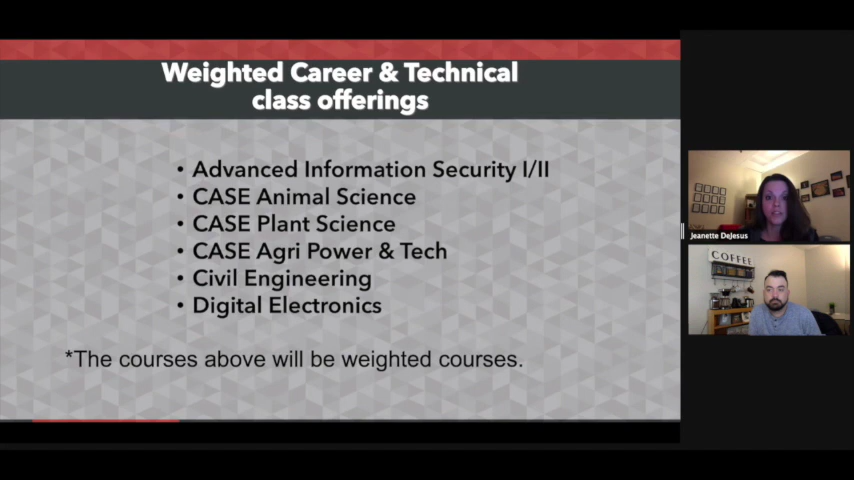 Weighted Career & Technical
class offerings
• Advanced Information Security I/II
• CASE Animal Science
• CASE Plant Science
• CASE Agri Power & Tech
• Civil Engineering
• Digital Electronics
*The courses above will be weighted courses.
Jeanette DeJesus
COFFEE